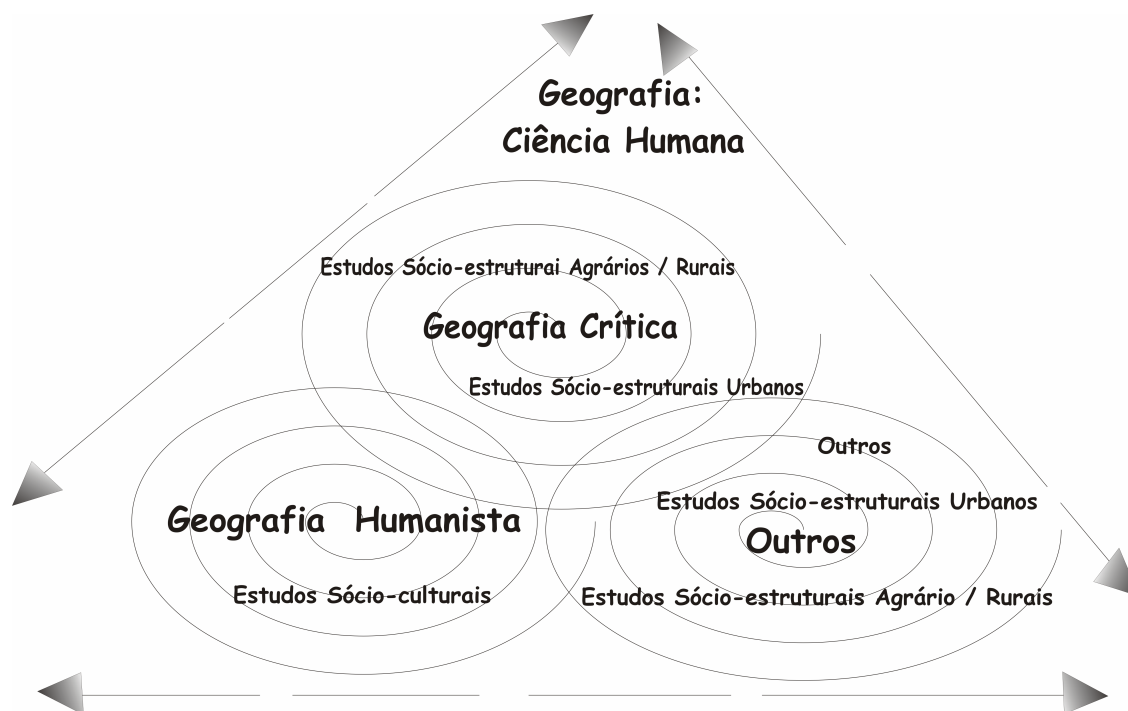 Geografia:
Ciência Humana
Estudos Sócio-estruturai Agrários / Rurais
Geografia Crítica
Estudos Sócio-estruturais Urbanos
Outros
Estudos Sócio-estruturais Urbanos
Geografia Humanista
Outros
Estudos Sócio-culturais
Estudos Sócio-estruturais Agrário / Rurais